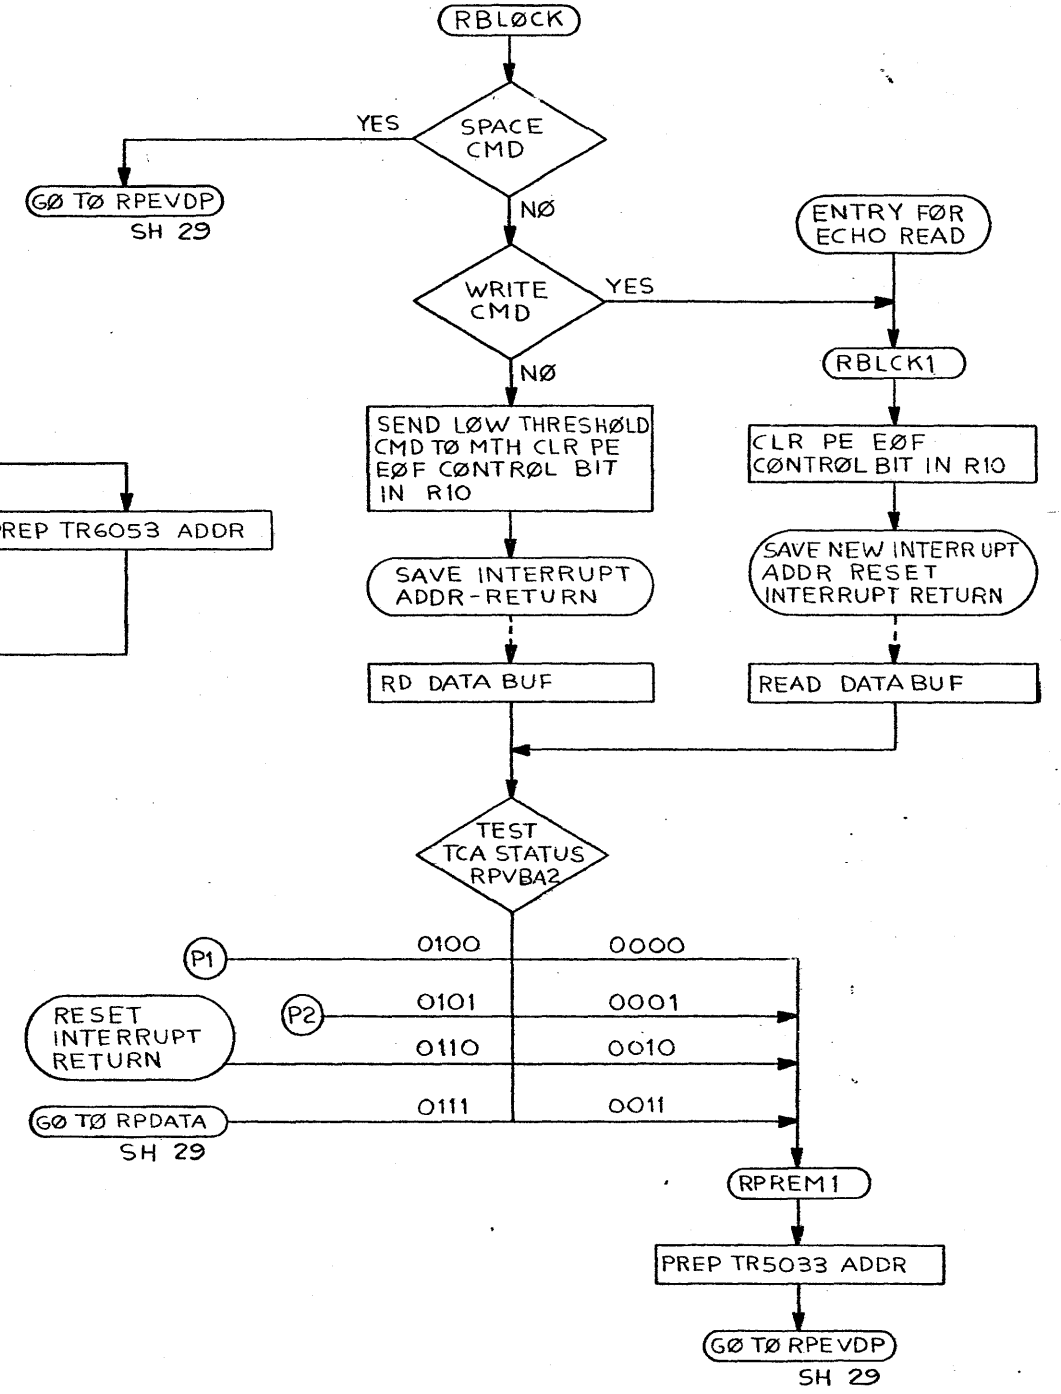 RBLØCK
SPACE
CMD
YES
GØ TØ RPEVDP
SH 29
NØ
WRITE
CMD
YES
ENTRY FØR
ECHO READ
RBLCK1
NØ
SEND LØW THRESHØLD
CMD TØ MTH CLR PE
EØF CØNTRØL BIT
IN R10
CLR PE EØF
CØNTRØL BIT IN R10
PREP TR6053 ADDR
SAVE INTERRUPT
ADDR-RETURN
SAVE NEW INTERRUPT
ADDR RESET
INTERRUPT RETURN
RD DATA BUF
READ DATA BUF
TEST
TCA STATUS
RPVBA2
P1
0100
0000
P2
0101
0001
RESET
INTERRUPT
RETURN
0110
0010
GØ TØ RPDATA
SH 29
0111
0011
RPREM1
PREP TR5033 ADDR
GØ TØ RPEVDP
SH 29